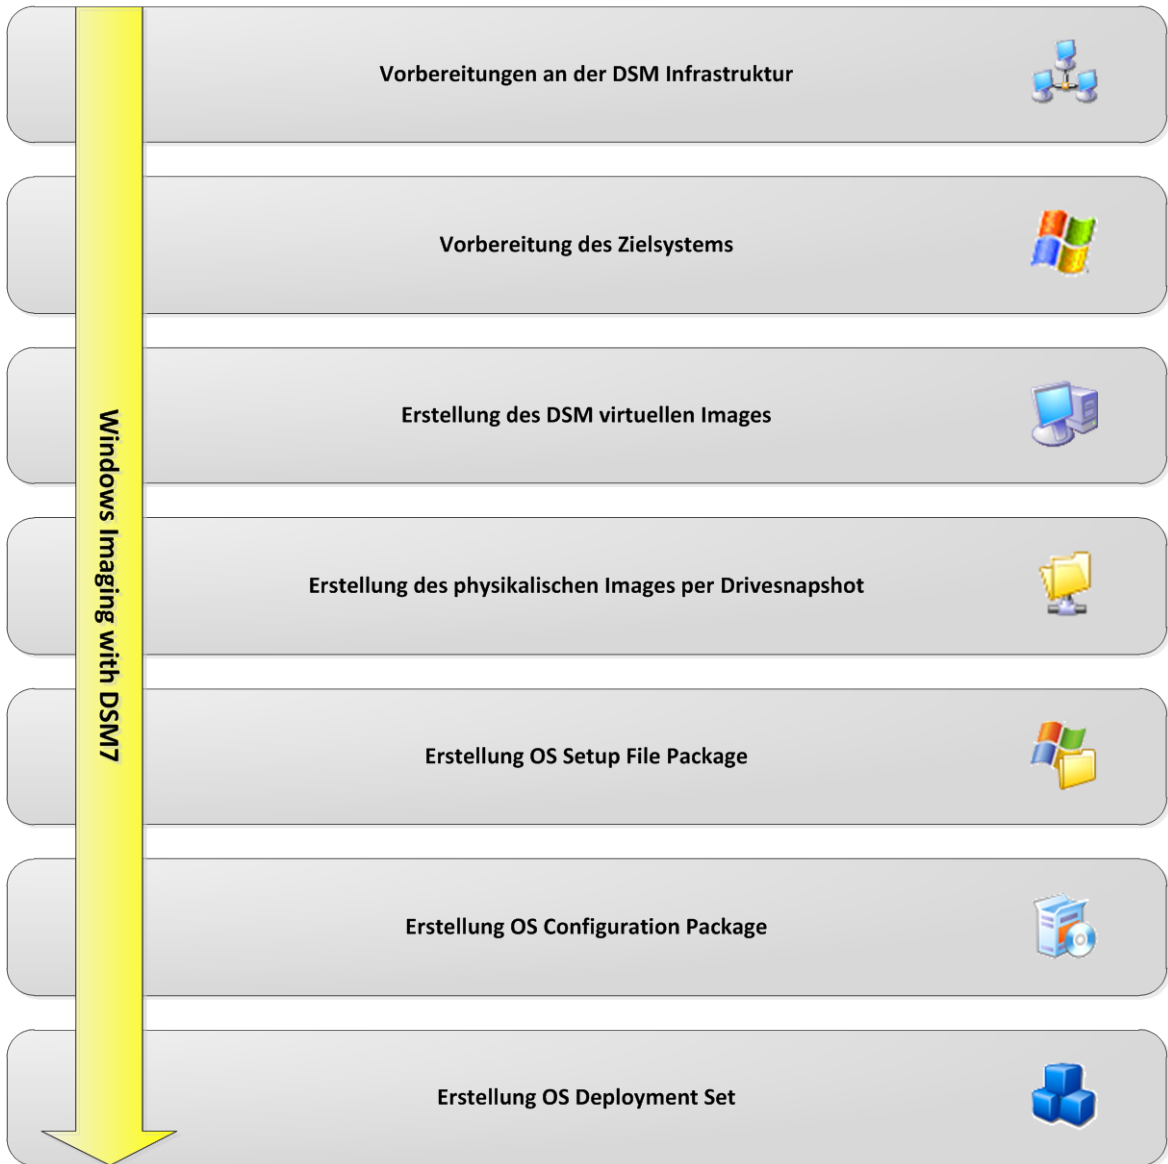 Vorbereitungen an der DSM Infrastruktur
Vorbereitung des Zielsystems
Erstellung des DSM virtuellen Images
Erstellung des physikalischen Images per Drivesnapshot
Erstellung OS Setup File Package
Erstellung OS Configuration Package
Erstellung OS Deployment Set
Windows Imaging with DSM7